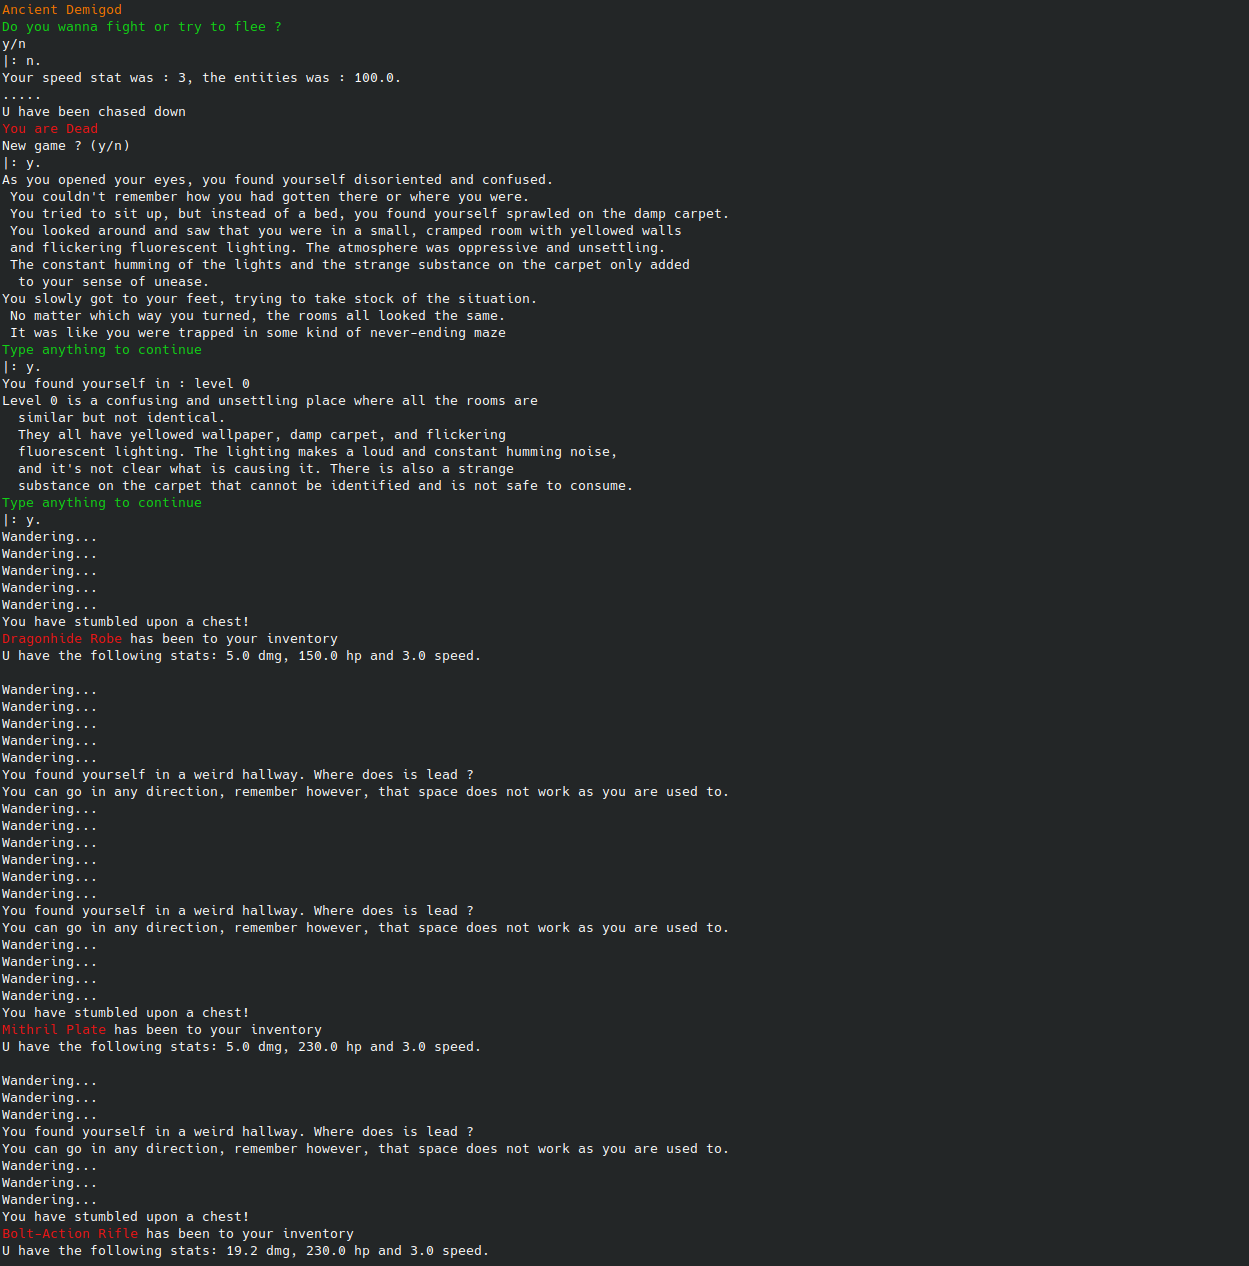 Ancient Demigod
Do you wanna fight or try to flee ?
y/n
|: n.
Your speed stat was : 3, the entities was : 100.0.
.....
U have been chased down
You are Dead
New game ? (y/n)
|: y.
As you opened your eyes, you found yourself disoriented and confused.
You couldn't remember how you had gotten there or where you were.
You tried to sit up, but instead of a bed, you found yourself sprawled on the damp carpet.
You looked around and saw that you were in a small, cramped room with yellowed walls
and flickering fluorescent lighting. The atmosphere was oppressive and unsettling.
The constant humming of the lights and the strange substance on the carpet only added
to your sense of unease.
You slowly got to your feet, trying to take stock of the situation.
No matter which way you turned, the rooms all looked the same.
It was like you were trapped in some kind of never-ending maze
Type anything to continue
|: y.
You found yourself in : level 0
Level 0 is a confusing and unsettling place where all the rooms are
similar but not identical.
They all have yellowed wallpaper, damp carpet, and flickering
fluorescent lighting. The lighting makes a loud and constant humming noise,
and it's not clear what is causing it. There is also a strange
substance on the carpet that cannot be identified and is not safe to consume.
Type anything to continue
|: y.
Wandering...
Wandering...
Wandering...
Wandering...
Wandering...
You have stumbled upon a chest!
Dragonhide Robe has been to your inventory
U have the following stats: 5.0 dmg, 150.0 hp and 3.0 speed.
Wandering...
Wandering...
Wandering...
Wandering...
Wandering...
You found yourself in a weird hallway. Where does is lead ?
You can go in any direction, remember however, that space does not work as you are used to.
Wandering...
Wandering...
Wandering...
Wandering...
Wandering...
Wandering...
You found yourself in a weird hallway. Where does is lead ?
You can go in any direction, remember however, that space does not work as you are used to.
Wandering...
Wandering...
Wandering...
Wandering...
You have stumbled upon a chest!
Mithril Plate has been to your inventory
U have the following stats: 5.0 dmg, 230.0 hp and 3.0 speed.
Wandering...
Wandering...
Wandering...
You found yourself in a weird hallway. Where does is lead ?
You can go in any direction, remember however, that space does not work as you are used to.
Wandering...
Wandering...
Wandering...
You have stumbled upon a chest!
Bolt-Action Rifle has been to your inventory
U have the following stats: 19.2 dmg, 230.0 hp and 3.0 speed.